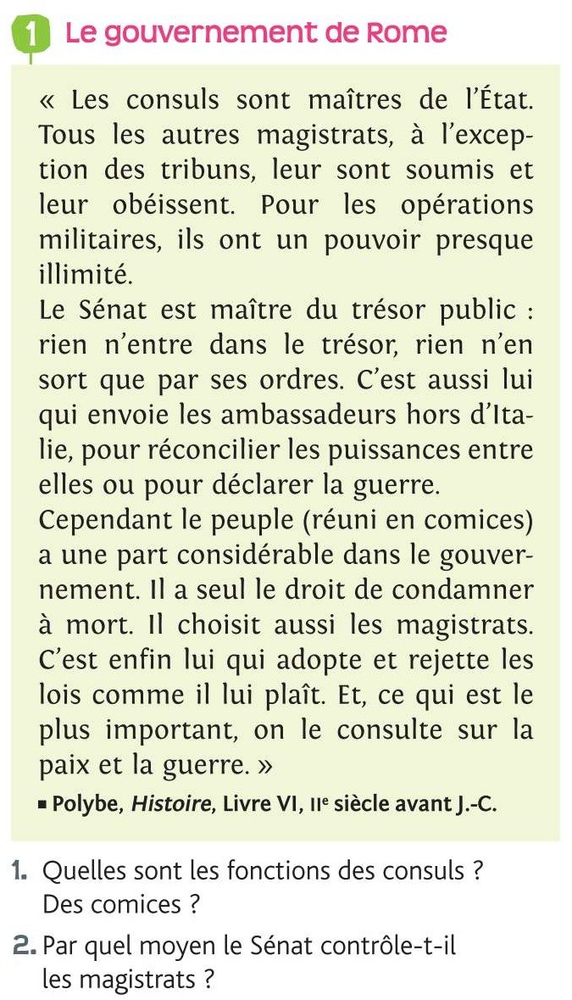 1 Le gouvernement de Rome
« Les consuls sont maîtres de l'État.
Tous les autres magistrats, à l'excep-
tion des tribuns, leur sont soumis et
leur obéissent. Pour les opérations
militaires, ils ont un pouvoir presque
illimité.
Le Sénat est maître du trésor public :
rien n'entre dans le trésor, rien n'en
sort que par ses ordres. C'est aussi lui
qui envoie les ambassadeurs hors d'Ita-
lie, pour réconcilier les puissances entre
elles ou pour déclarer la guerre.
Cependant le peuple (réuni en comices)
a une part considérable dans le gouver-
nement. Il a seul le droit de condamner
à mort. Il choisit aussi les magistrats.
C'est enfin lui qui adopte et rejette les
lois comme il lui plaît. Et, ce qui est le
plus important, on le consulte sur la
paix et la guerre. »
▪ Polybe, Histoire, Livre VI, IIe siècle avant J.-C.
1. Quelles sont les fonctions des consuls ?
Des comices ?
2. Par quel moyen le Sénat contrôle-t-il
les magistrats ?